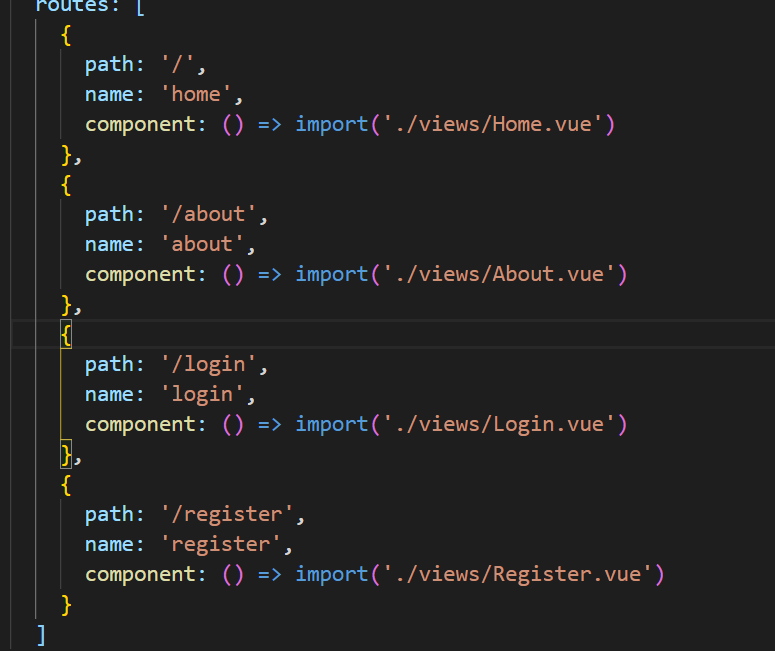 routes: [
{
path: '/',
name: 'home',
component: () => import('./views/Home.vue')
},
{
path: '/about',
name: 'about',
component: () => import('./views/About.vue')
},
{
path: '/login',
name: 'login',
component: () => import('./views/Login.vue')
},
{
path: '/register',
name: 'register',
component: () => import('./views/Register.vue')
}
]